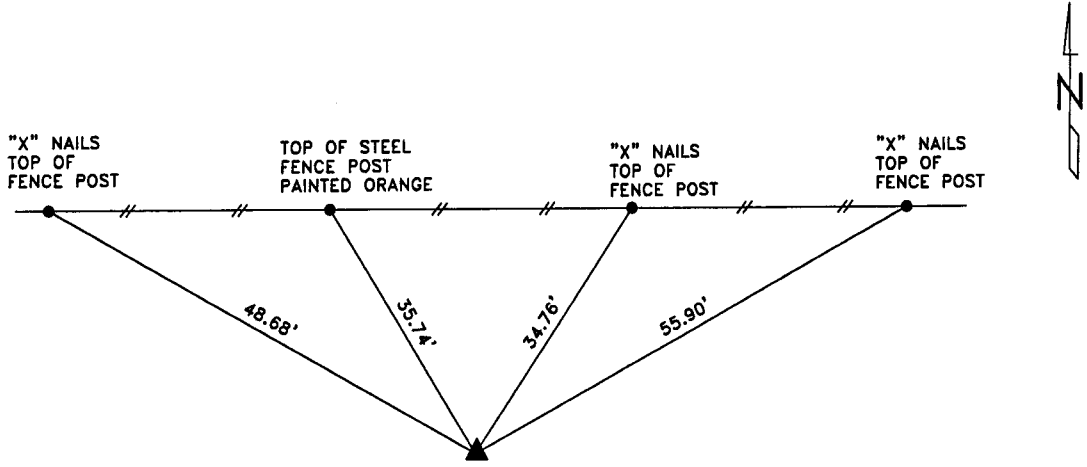 "X" NAILS
TOP OF
FENCE POST
TOP OF STEEL
FENCE POST
PAINTED ORANGE
"X" NAILS
TOP OF
FENCE POST
"X" NAILS
TOP OF
FENCE POST
N
48.68'
35.74'
34.76'
55.90'